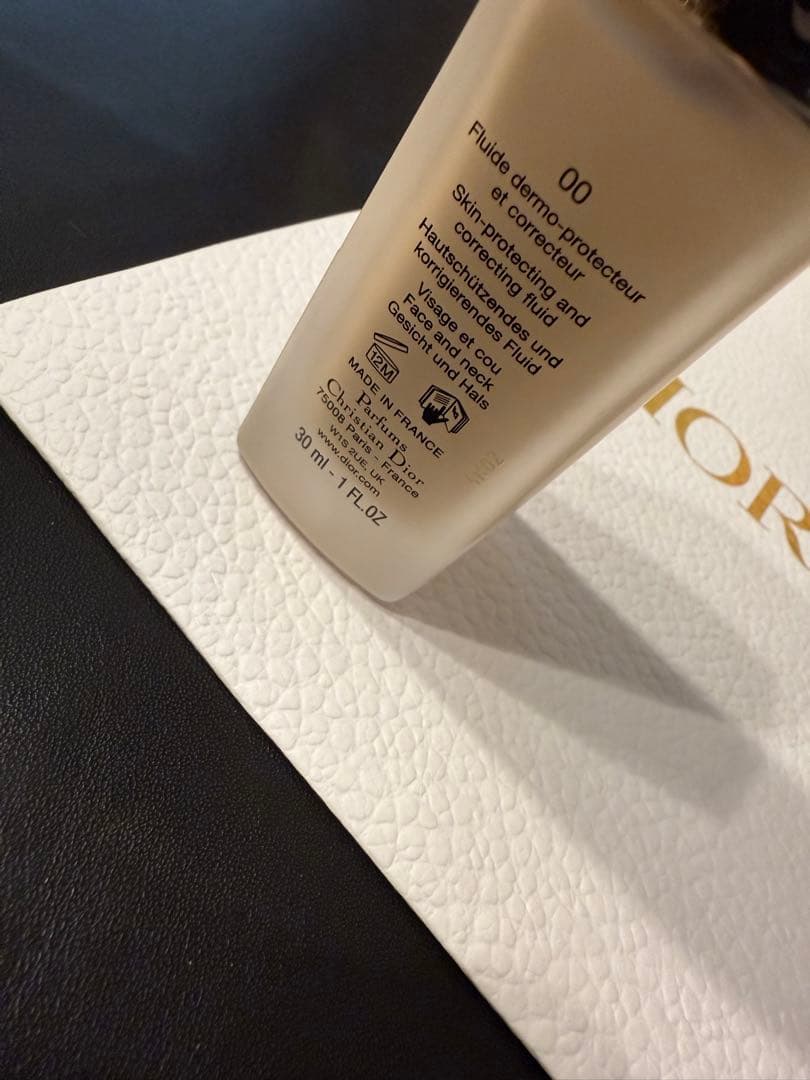 00
Fluide dermo-protecteur
et correcteur
Skin-protecting and
correcting fluid
Hautschützendes und
korrigierendes Fluid
Visage et cou
Face and neck
Gesicht und Hals
12M
MADE IN FRANCE
Parfums
Christian Dior
75008 Paris - France
W1S 2UE, UK
www.dior.com
30 ml - 1 FL.OZ
IOR